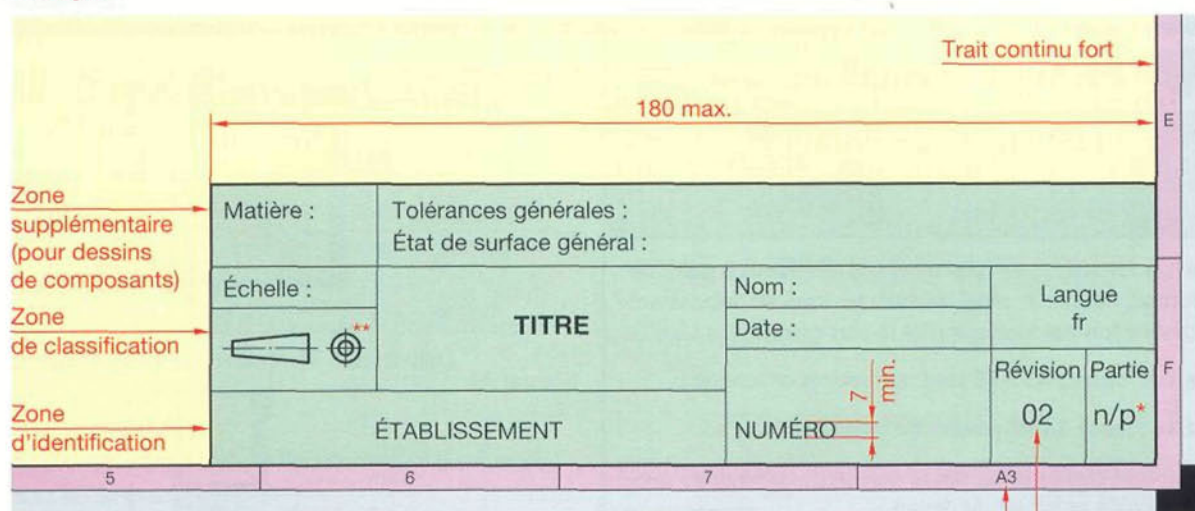 Trait continu fort
180 max.
E
Zone
supplémentaire
(pour dessins
de composants)
Matière :
Tolérances générales :
État de surface général :
Échelle :
TITRE
Nom :
Date :
Langue
fr
Zone
de classification
**
Révision
02
Partie
n/p*
F
7
min.
Zone
d'identification
ÉTABLISSEMENT
NUMÉRO
5
6
7
A3